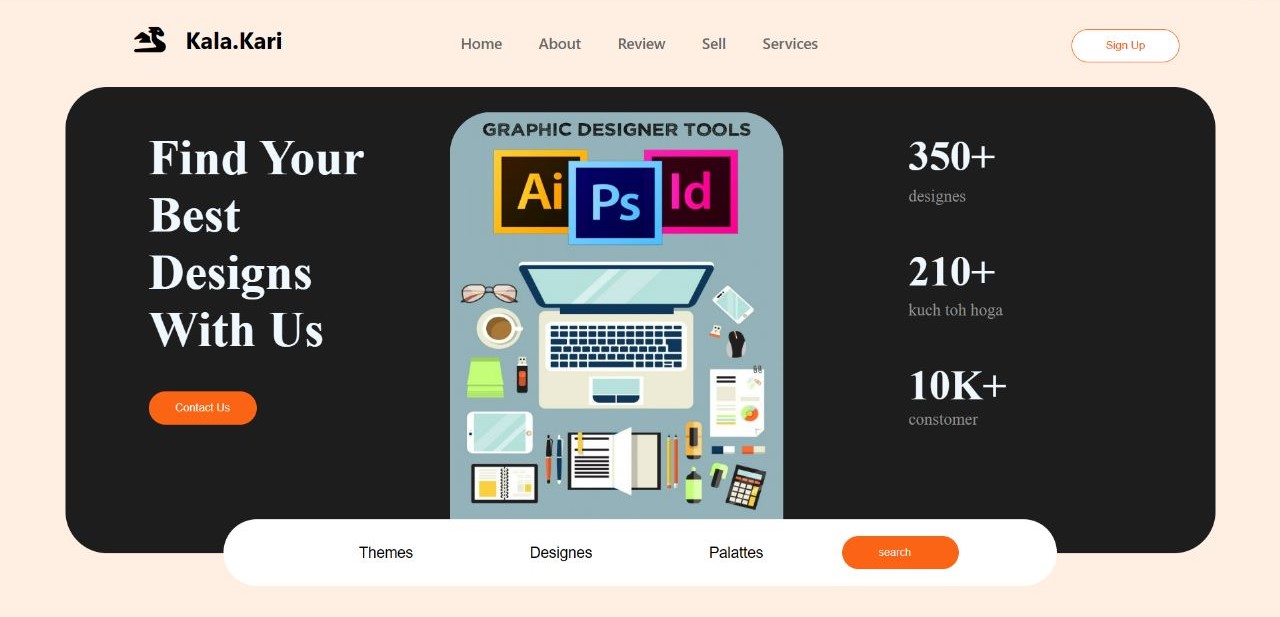 Kala.Kari
Home About Review Sell Services
Sign Up
Find Your
Best
Designs
With Us
Contact Us
GRAPHIC DESIGNER TOOLS
Ai Ps Id
350+
designes
210+
kuch toh hoga
10K+
constomer
Themes Designes Palattes search